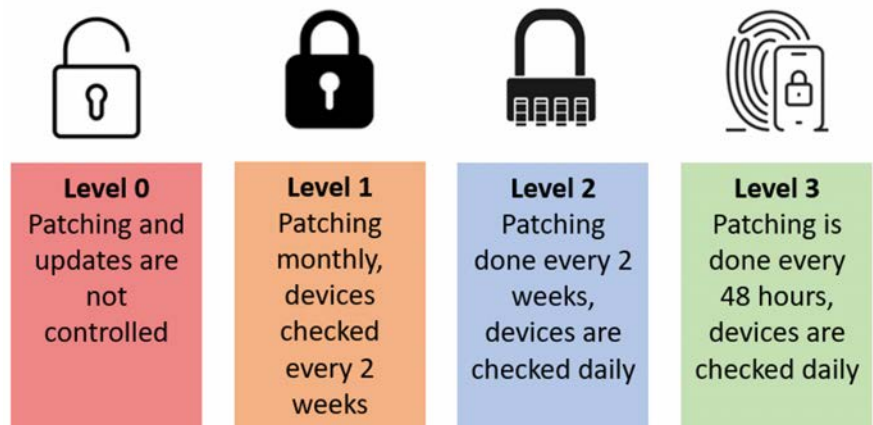 Level 0
Patching and
updates are
not
controlled
Level 1
Patching
monthly,
devices
checked
every 2
weeks
Level 2
Patching
done every 2
weeks,
devices are
checked daily
Level 3
Patching is
done every
48 hours,
devices are
checked daily